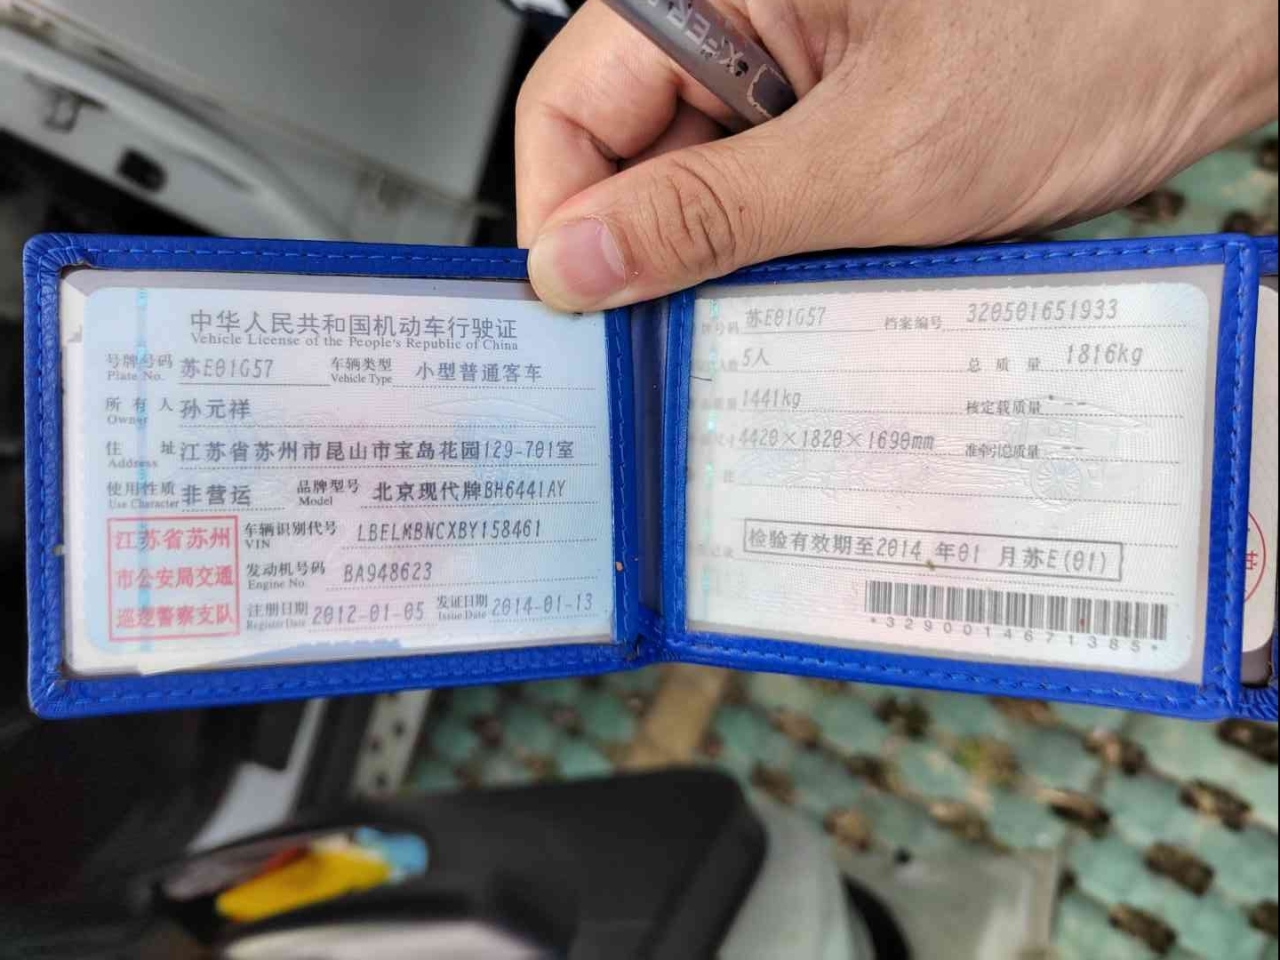 中华人民共和国机动车行驶证
Vehicle License of the People's Republic of China
号牌号码 苏E01G57 车辆类型 小型普通客车
Plate No. Vehicle Type
所有人 孙元祥
Owner
住址 江苏省苏州市昆山市宝岛花园129-701室
Address
使用性质 非营运 品牌型号 北京现代牌BH6441AY
Use Character Model
江苏省苏州
市公安局交通
巡逻警察支队
车辆识别代号 LBELMBNCXBY158461
VIN
发动机号码 BA948623
Engine No.
注册日期 2012-01-05 发证日期 2014-01-13
Register Date Issue Date
号码 苏E01G57 档案编号 320501651933
人数 5人 总质量 1816kg
1441kg 核定载质量 --
尺寸 4420×1820×1690mm 准牵引总质量 --
记录 检验有效期至2014年01月苏E(01)
*3290014671385*